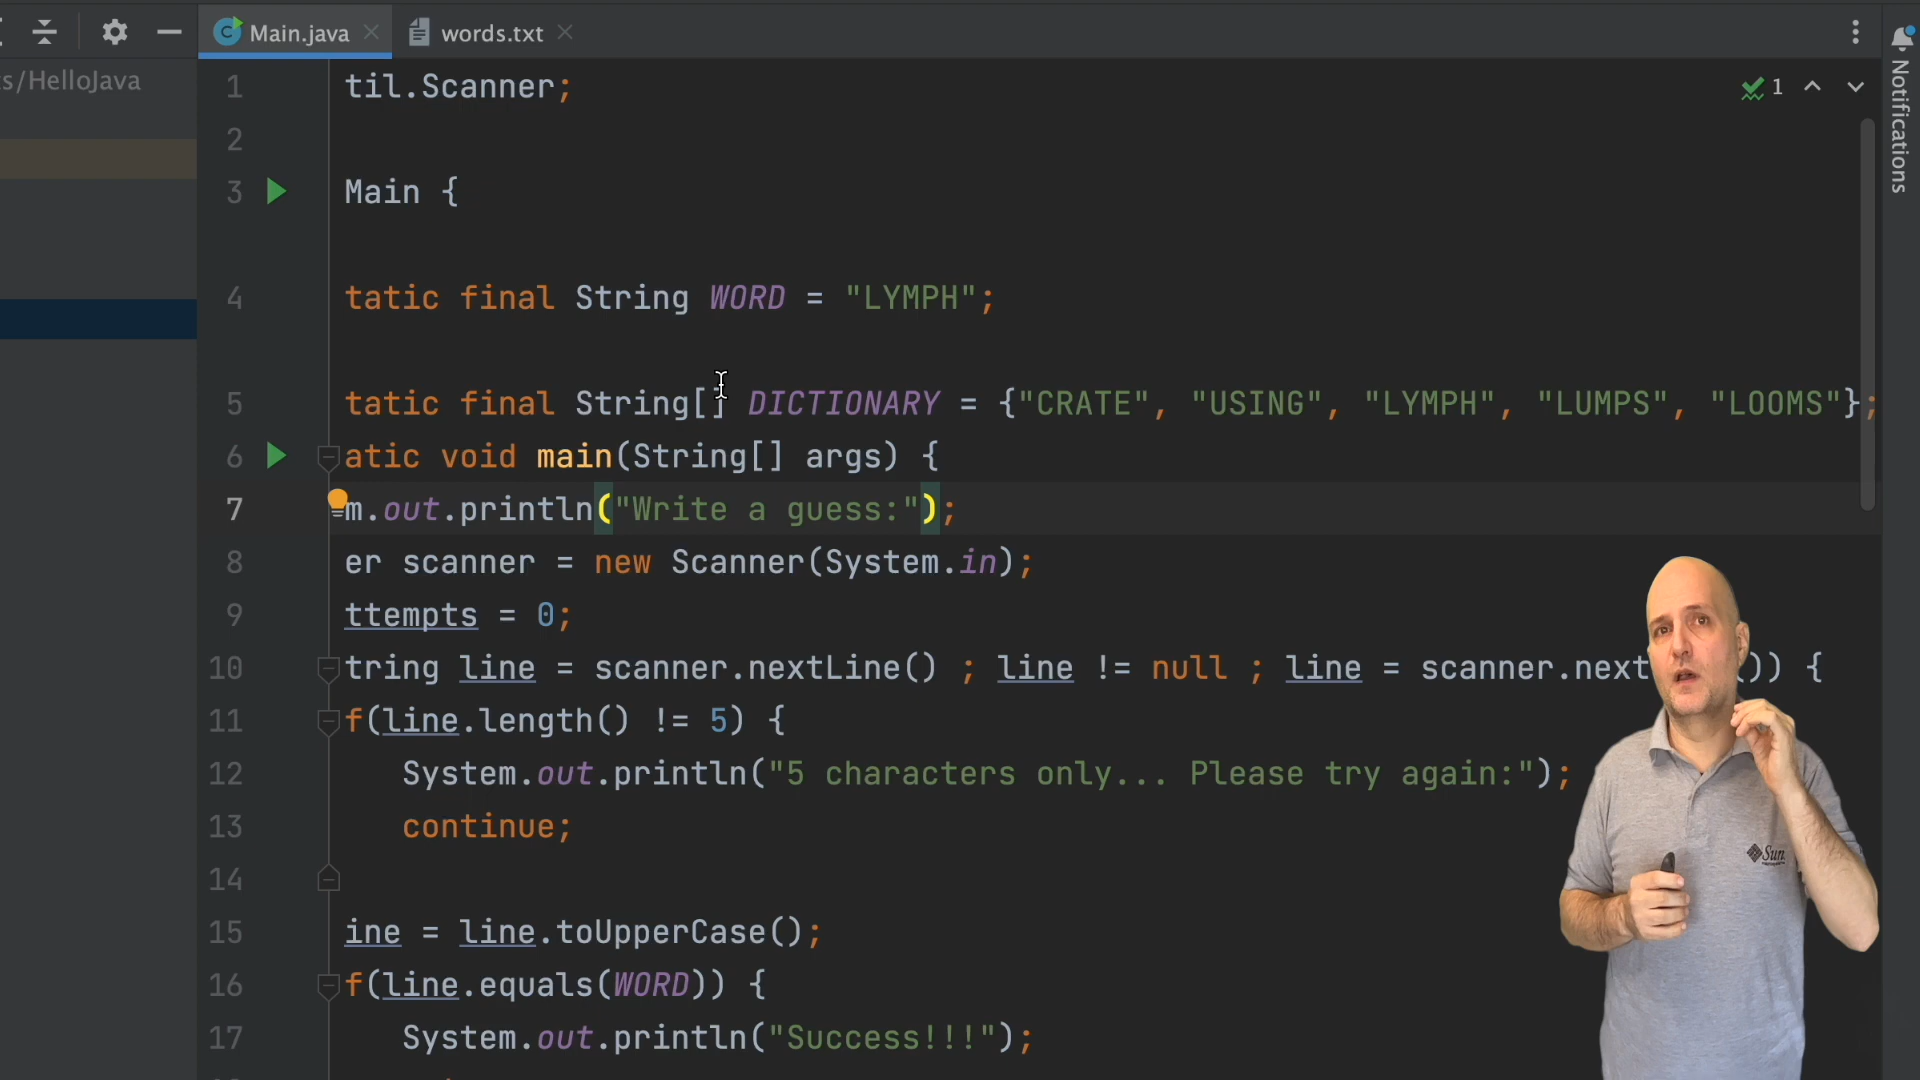 Main.java
words.txt
s/HelloJava
1
Notifications
1 til.Scanner;
2
3 Main {
4 tatic final String WORD = "LYMPH";
5 tatic final String[] DICTIONARY = {"CRATE", "USING", "LYMPH", "LUMPS", "LOOMS"};
6 atic void main(String[] args) {
7 m.out.println("Write a guess:");
8 er scanner = new Scanner(System.in);
9 ttempts = 0;
10 tring line = scanner.nextLine() ; line != null ; line = scanner.next ()) {
11 f(line.length() != 5) {
12 System.out.println("5 characters only... Please try again:");
13 continue;
14
15 ine = line.toUpperCase();
16 f(line.equals(WORD)) {
17 System.out.println("Success!!!");
Sun